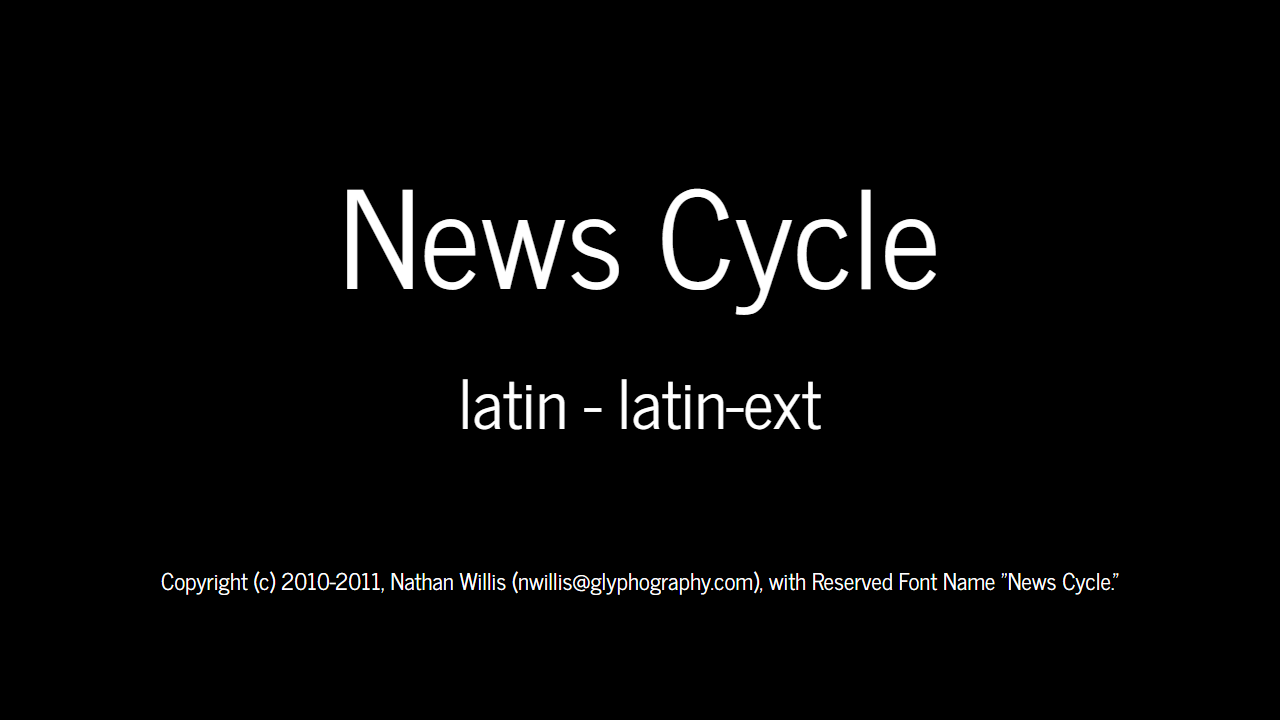 News Cycle
latin - latin-ext
Copyright (c) 2010-2011, Nathan Willis (nwillis@glyphography.com), with Reserved Font Name "News Cycle."